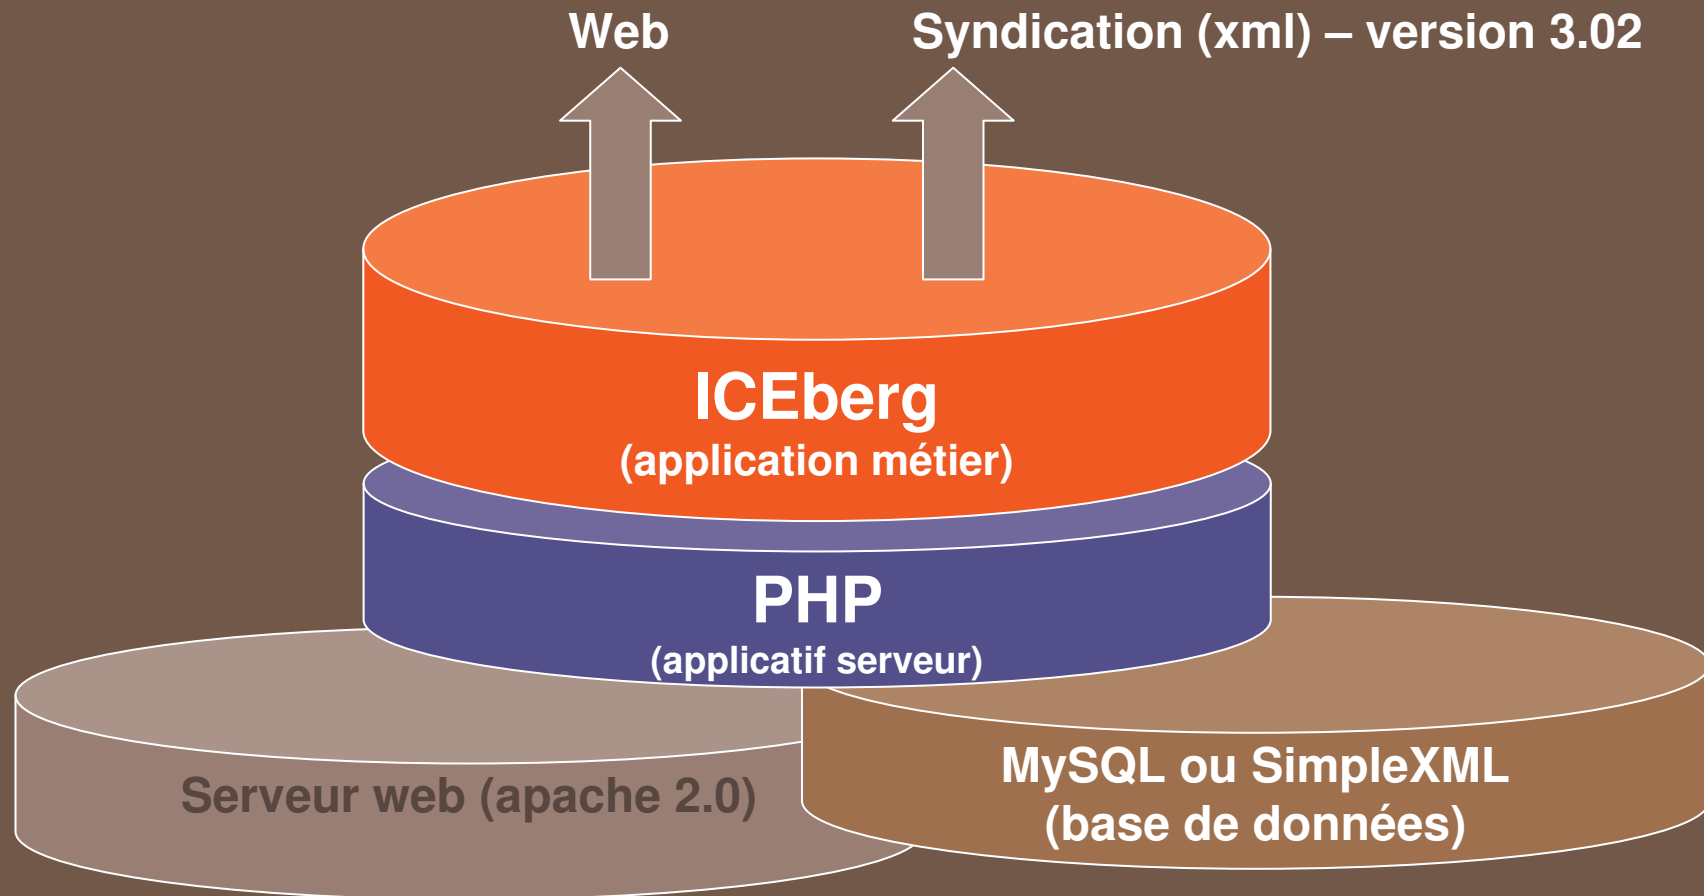 Web
Syndication (xml) – version 3.02
ICEberg
(application métier)
PHP
(applicatif serveur)
Serveur web (apache 2.0)
MySQL ou SimpleXML
(base de données)